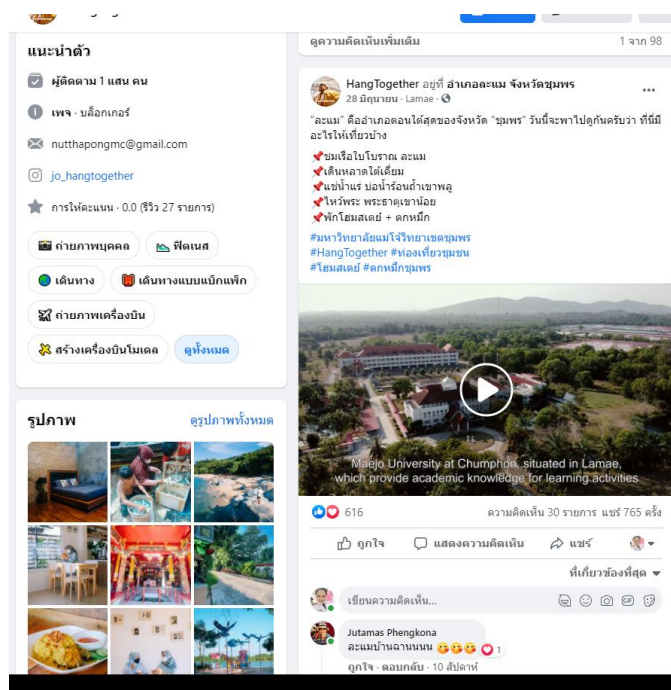 แนะนำตัว
ผู้ติดตาม 1 แสน คน
เพจ · บล็อกเกอร์
nutthapongmc@gmail.com
jo_hangtogether
การให้คะแนน · 0.0 (รีวิว 27 รายการ)
ถ่ายภาพบุคคล
ฟิตเนส
เดินทาง
เดินทางแบบแบ็กแพ็ก
ถ่ายภาพเครื่องบิน
สร้างเครื่องบินโมเดล
ดูทั้งหมด
รูปภาพ
ดูรูปภาพทั้งหมด
ดูความคิดเห็นเพิ่มเติม
1 จาก 98
HangTogether อยู่ที่ อำเภอละแม จังหวัดชุมพร
28 มิถุนายน · Lamae ·
"ละแม" คืออำเภอตอนใต้สุดของจังหวัด "ชุมพร" วันนี้จะพาไปดูกันครับว่า ที่นี่มี
อะไรให้เที่ยวบ้าง
📌ชมเรือใบโบราณ ละแม
📌เดินหลาดใต้เคี่ยม
📌แช่น้ำแร่ บ่อน้ำร้อนถ้ำเขาพลู
📌ไหว้พระ พระธาตุเขาน้อย
📌พักโฮมสเตย์ + ตกหมึก
#มหาวิทยาลัยแม่โจ้วิทยาเขตชุมพร
#HangTogether #ท่องเที่ยวชุมชน
#โฮมสเตย์ #ตกหมึกชุมพร
Maejo University at Chumphon situated in Lamae,
which provide academic knowledge for learning activities
616
ความคิดเห็น 30 รายการ แชร์ 765 ครั้ง
ถูกใจ
แสดงความคิดเห็น
แชร์
ที่เกี่ยวข้องที่สุด
เขียนความคิดเห็น...
GIF
Jutamas Phengkona
ละแมบ้านฉานนนน 😘😘😘
1
ถูกใจ · ตอบกลับ · 10 สัปดาห์